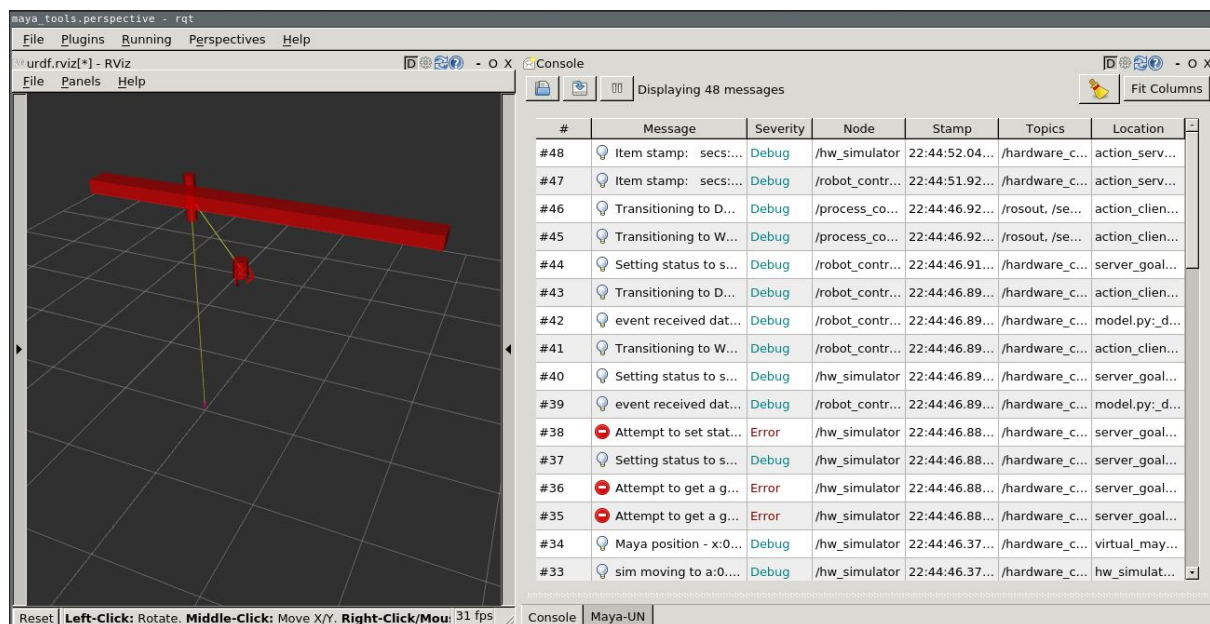 maya_tools.perspective - rqt
File Plugins Running Perspectives Help
urdf.rviz[*] - RViz D - O X
File Panels Help
Reset Left-Click: Rotate. Middle-Click: Move X/Y. Right-Click/Mou: 31 fps
Console D - O X
Displaying 48 messages Fit Columns
# Message Severity Node Stamp Topics Location
#48 Item stamp: secs:... Debug /hw_simulator 22:44:52.04... /hardware_c... action_serv...
#47 Item stamp: secs:... Debug /robot_contr... 22:44:51.92... /hardware_c... action_serv...
#46 Transitioning to D... Debug /process_co... 22:44:46.92... /rosout, /se... action_clien...
#45 Transitioning to W... Debug /process_co... 22:44:46.92... /rosout, /se... action_clien...
#44 Setting status to s... Debug /robot_contr... 22:44:46.91... /hardware_c... server_goal...
#43 Transitioning to D... Debug /robot_contr... 22:44:46.89... /hardware_c... action_clien...
#42 event received dat... Debug /robot_contr... 22:44:46.89... /hardware_c... model.py:_d...
#41 Transitioning to W... Debug /robot_contr... 22:44:46.89... /hardware_c... action_clien...
#40 Setting status to s... Debug /robot_contr... 22:44:46.89... /hardware_c... server_goal...
#39 event received dat... Debug /robot_contr... 22:44:46.89... /hardware_c... model.py:_d...
#38 Attempt to set stat... Error /hw_simulator 22:44:46.88... /hardware_c... server_goal...
#37 Setting status to s... Debug /hw_simulator 22:44:46.88... /hardware_c... server_goal...
#36 Attempt to get a g... Error /hw_simulator 22:44:46.88... /hardware_c... server_goal...
#35 Attempt to get a g... Error /hw_simulator 22:44:46.88... /hardware_c... server_goal...
#34 Maya position - x:0... Debug /hw_simulator 22:44:46.37... /hardware_c... virtual_may...
#33 sim moving to a:0.... Debug /hw_simulator 22:44:46.37... /hardware_c... hw_simulat...
Console Maya-UN